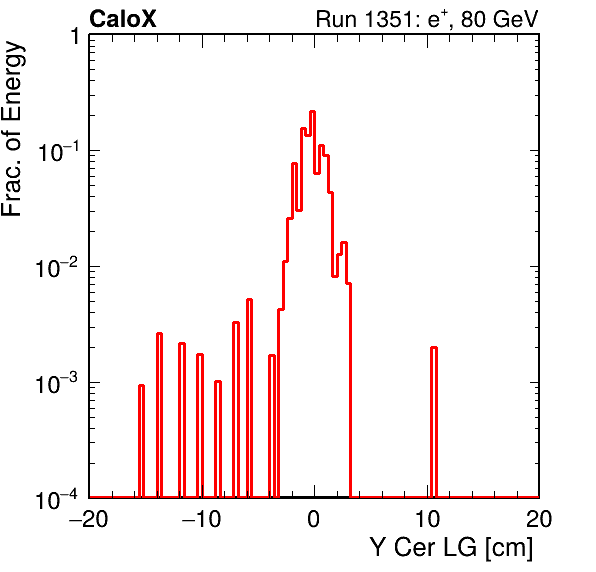 CaloX Run 1351: e⁺, 80 GeV
Frac. of Energy
1
10⁻¹
10⁻²
10⁻³
10⁻⁴
−20 −10 0 10 20
Y Cer LG [cm]